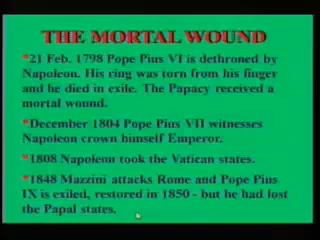 THE MORTAL WOUND
*21 Feb. 1798 Pope Pius VI is dethroned by
Napoleon. His ring was torn from his finger
and he died in exile. The Papacy received a
mortal wound.
*December 1804 Pope Pius VII witnesses
Napoleon crown himself Emperor.
*1808 Napoleon took the Vatican states.
*1848 Mazzini attacks Rome and Pope Pius
IX is exiled, restored in 1850 - but he had lost
the Papal states.